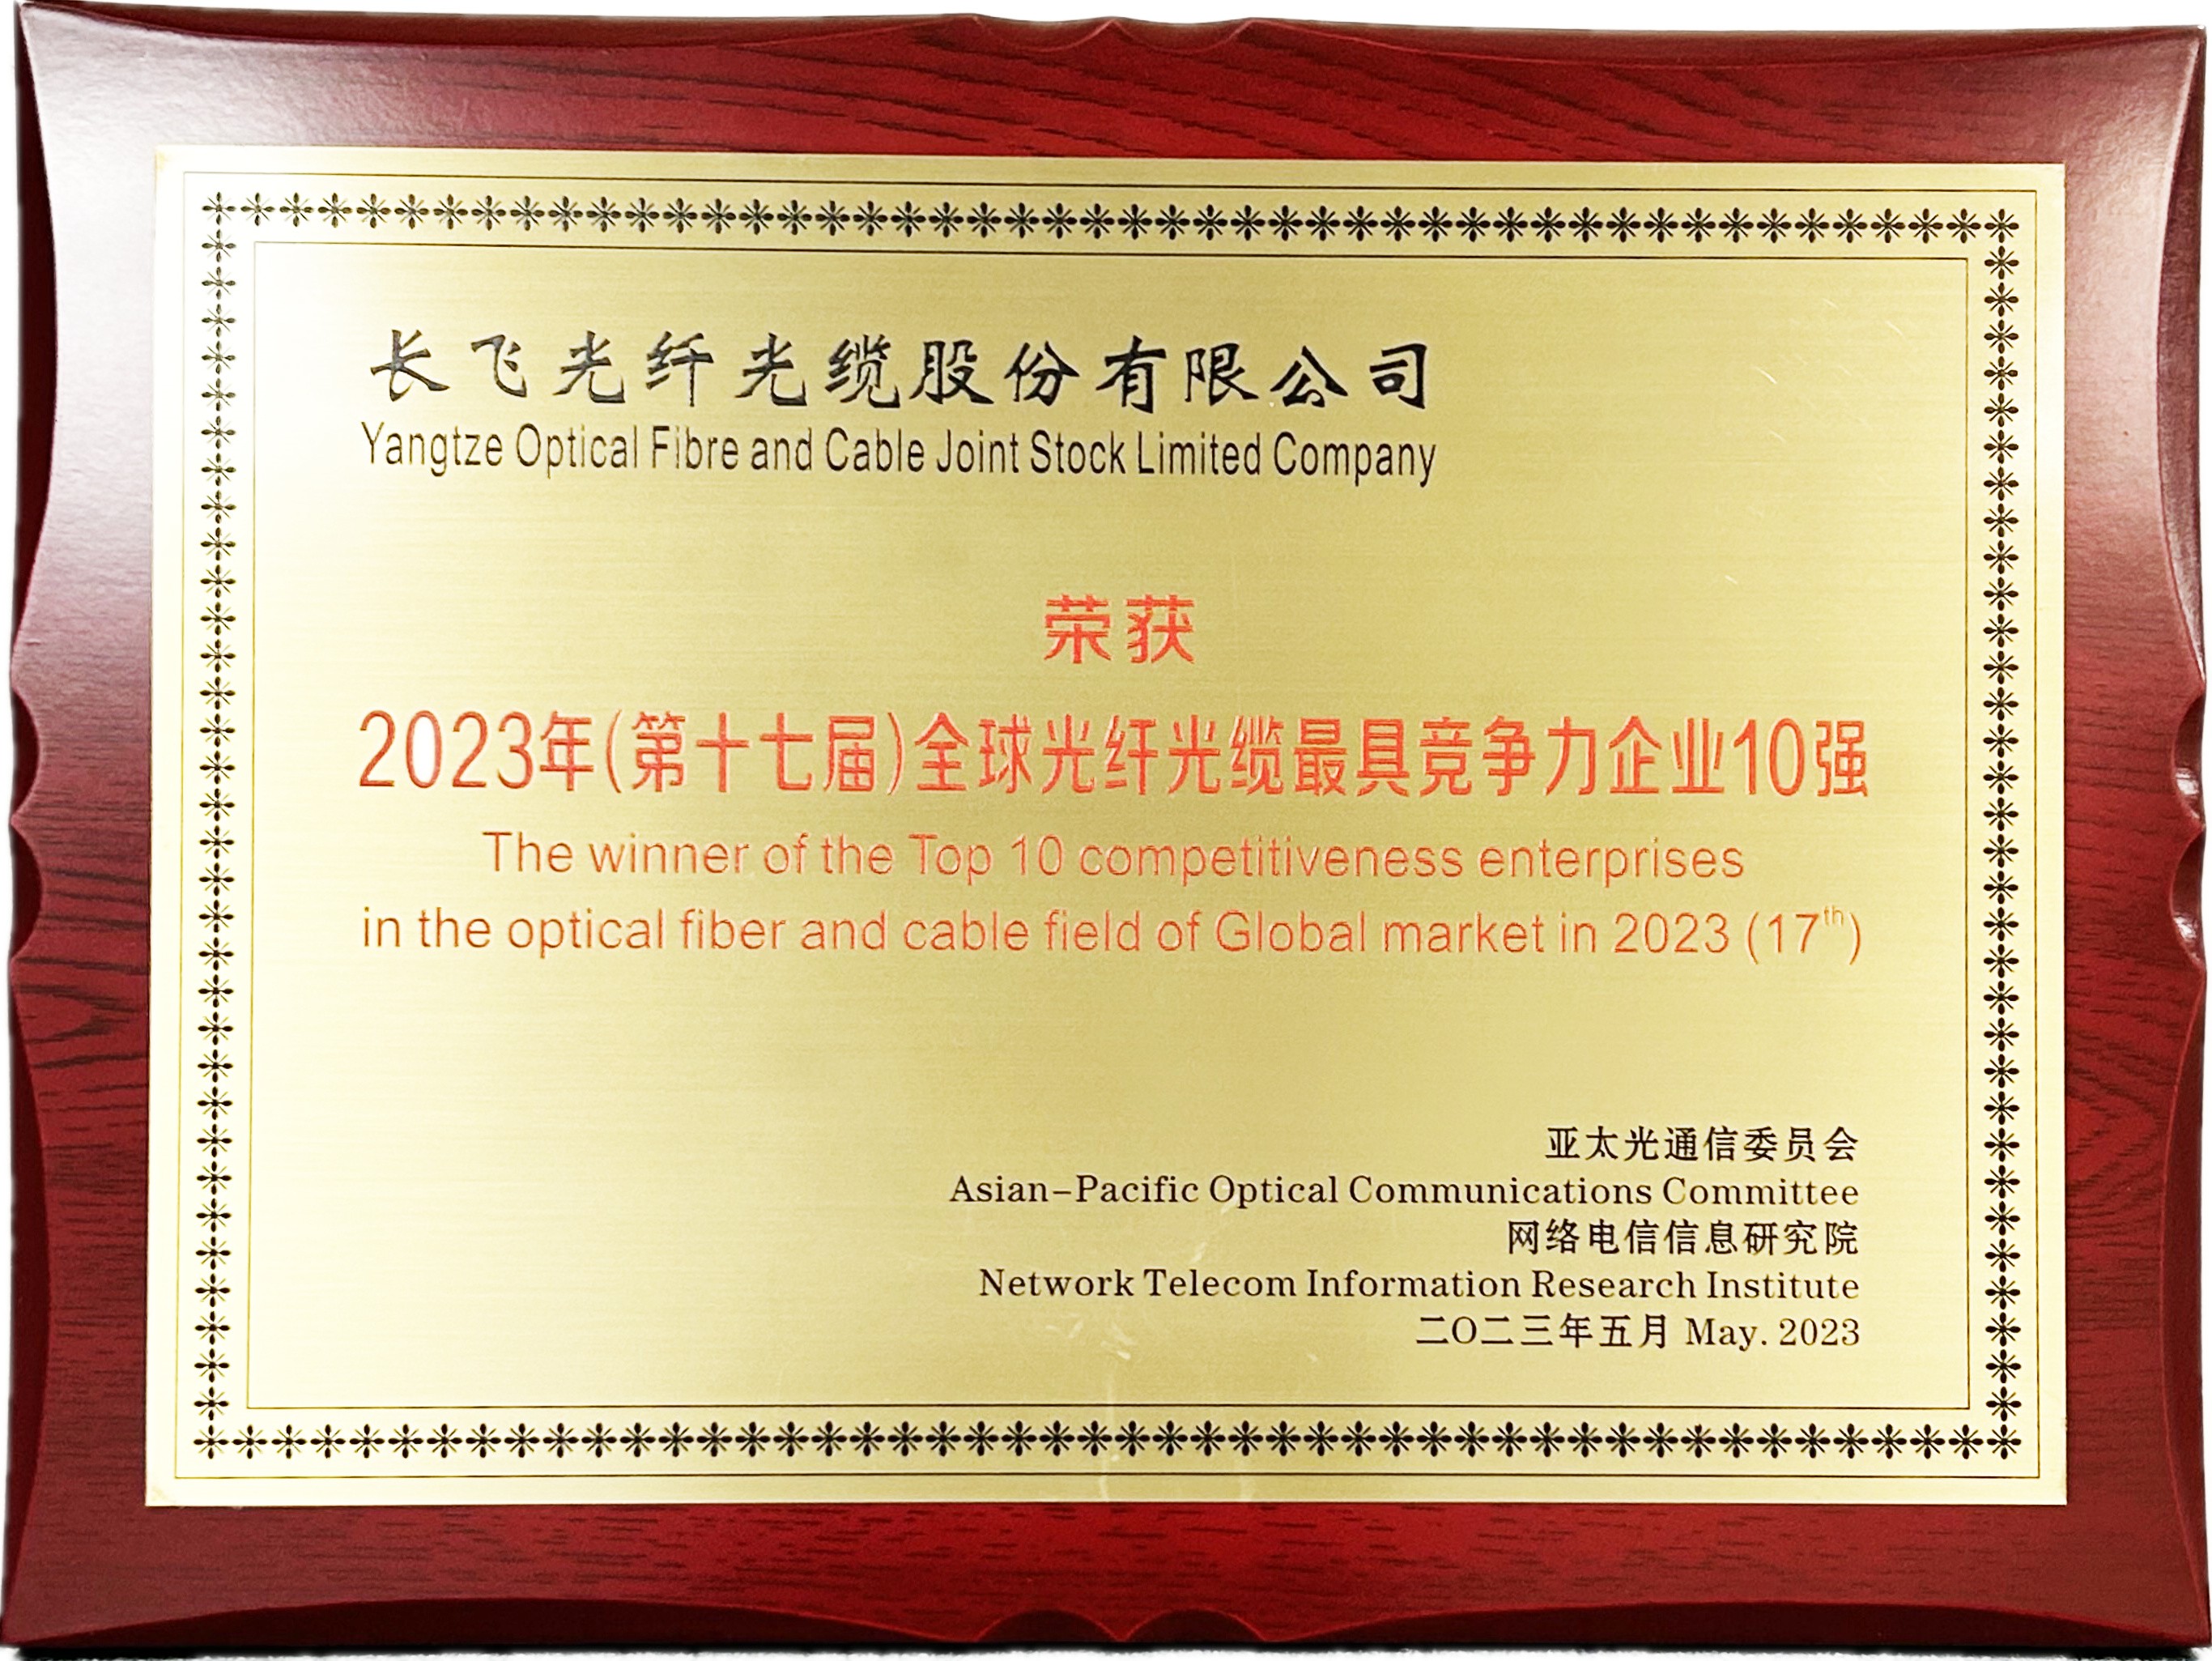 长飞光纤光缆股份有限公司
Yangtze Optical Fibre and Cable Joint Stock Limited Company
荣获
2023年(第十七届)全球光纤光缆最具竞争力企业10强
The winner of the Top 10 competitiveness enterprises
in the optical fiber and cable field of Global market in 2023 (17th)
亚太光通信委员会
Asian-Pacific Optical Communications Committee
网络电信信息研究院
Network Telecom Information Research Institute
二〇二三年五月 May. 2023